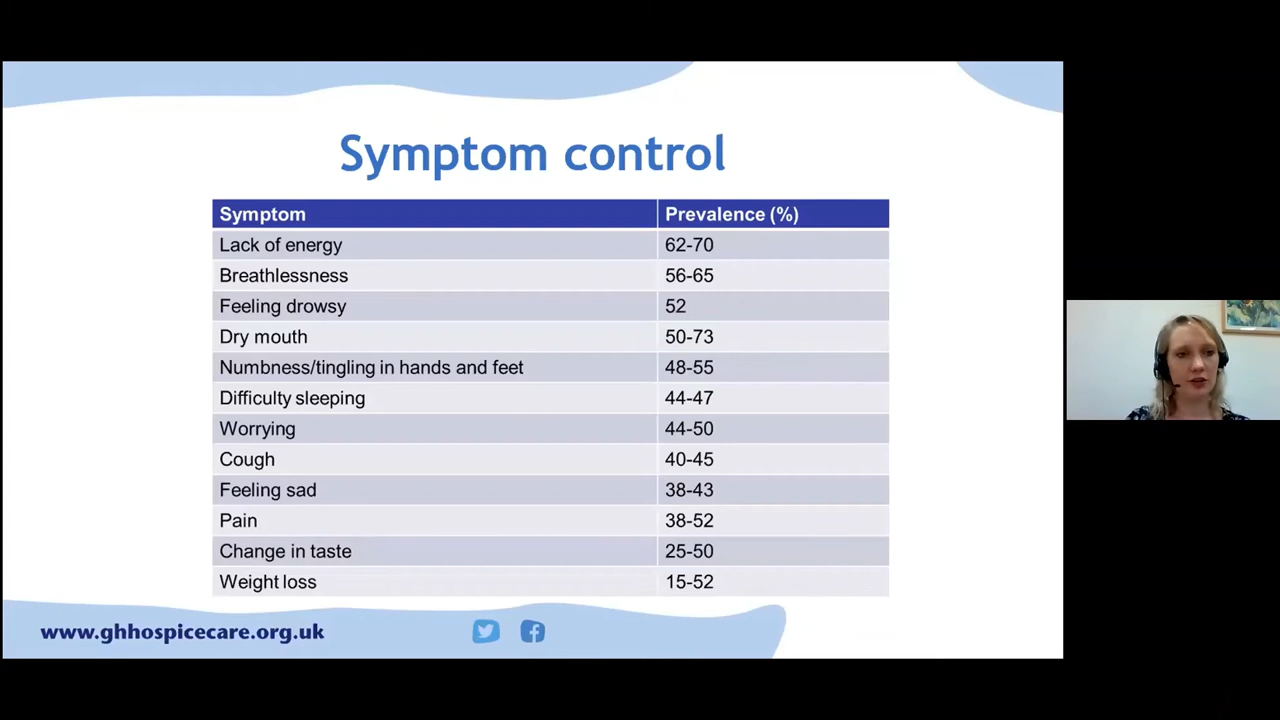 Symptom control
Symptom Prevalence (%)
Lack of energy 62-70
Breathlessness 56-65
Feeling drowsy 52
Dry mouth 50-73
Numbness/tingling in hands and feet 48-55
Difficulty sleeping 44-47
Worrying 44-50
Cough 40-45
Feeling sad 38-43
Pain 38-52
Change in taste 25-50
Weight loss 15-52
www.ghhospicecare.org.uk